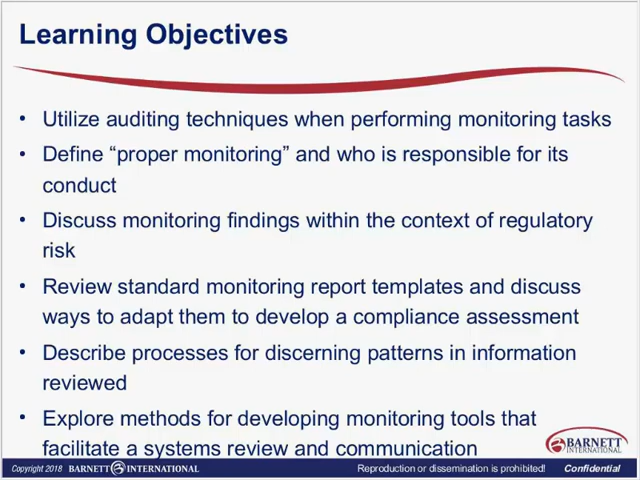 Learning Objectives
• Utilize auditing techniques when performing monitoring tasks
• Define “proper monitoring” and who is responsible for its
conduct
• Discuss monitoring findings within the context of regulatory
risk
• Review standard monitoring report templates and discuss
ways to adapt them to develop a compliance assessment
• Describe processes for discerning patterns in information
reviewed
• Explore methods for developing monitoring tools that
facilitate a systems review and communication
BARNETT
INTERNATIONAL
Copyright 2018 BARNETT INTERNATIONAL Reproduction or dissemination is prohibited! Confidential